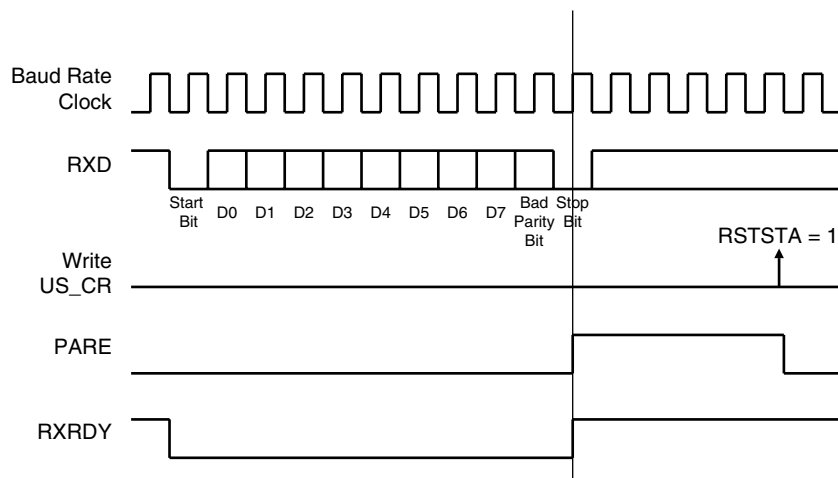 Baud Rate
Clock
RXD
Start
Bit
D0
D1
D2
D3
D4
D5
D6
D7
Bad
Parity
Bit
Stop
Bit
RSTSTA = 1
Write
US_CR
PARE
RXRDY